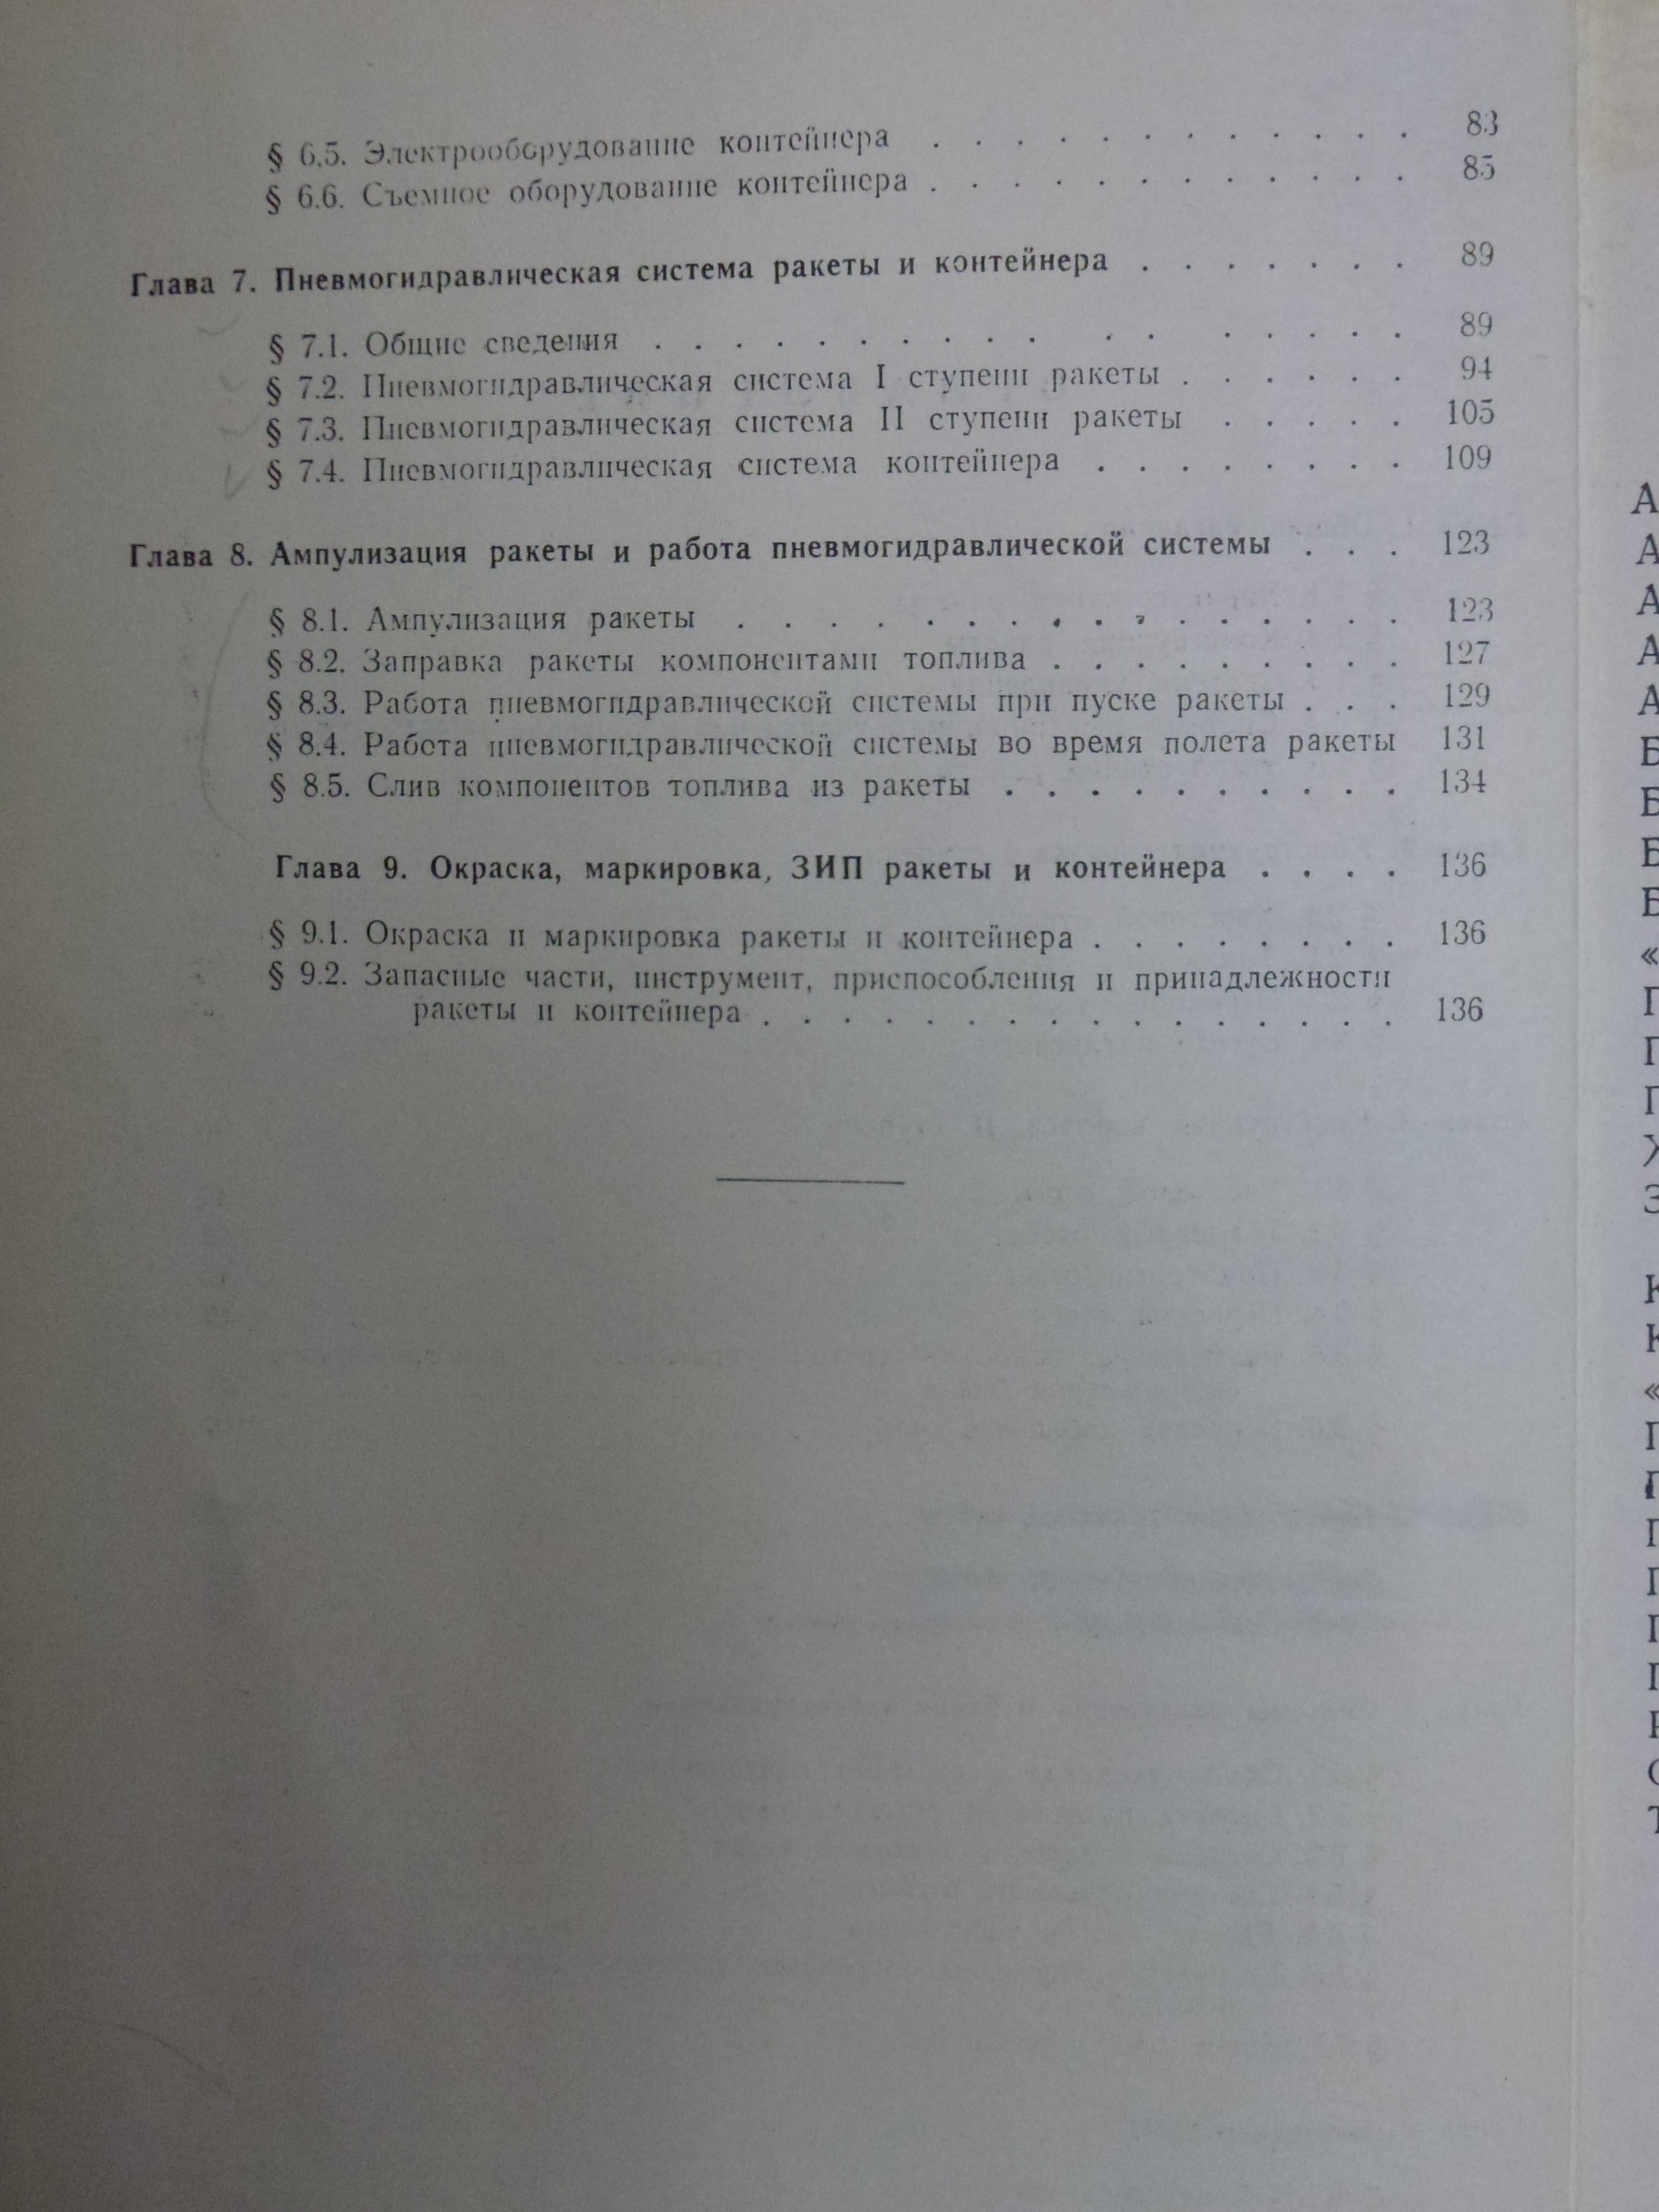 § 6.5. Электрооборудование контейнера . . . . . . . . . . . . 83
§ 6.6. Съемное оборудование контейнера . . . . . . . . . . . . 85
Глава 7. Пневмогидравлическая система ракеты и контейнера . . . . . . . 89
§ 7.1. Общие сведения . . . . . . . . . . . . . . . . . 89
§ 7.2. Пневмогидравлическая система I ступени ракеты . . . . . . 94
§ 7.3. Пневмогидравлическая система II ступени ракеты . . . . . 105
§ 7.4. Пневмогидравлическая система контейнера . . . . . . . . 109
Глава 8. Ампулизация ракеты и работа пневмогидравлической системы . . . 123
§ 8.1. Ампулизация ракеты . . . . . . . . . . . . . . . . 123
§ 8.2. Заправка ракеты компонентами топлива . . . . . . . . . 127
§ 8.3. Работа пневмогидравлической системы при пуске ракеты . . . 129
§ 8.4. Работа пневмогидравлической системы во время полета ракеты 131
§ 8.5. Слив компонентов топлива из ракеты . . . . . . . . . . 134
Глава 9. Окраска, маркировка, ЗИП ракеты и контейнера . . . . 136
§ 9.1. Окраска и маркировка ракеты и контейнера . . . . . . . . 136
§ 9.2. Запасные части, инструмент, приспособления и принадлежности
ракеты и контейнера . . . . . . . . . . . . . . . . 136